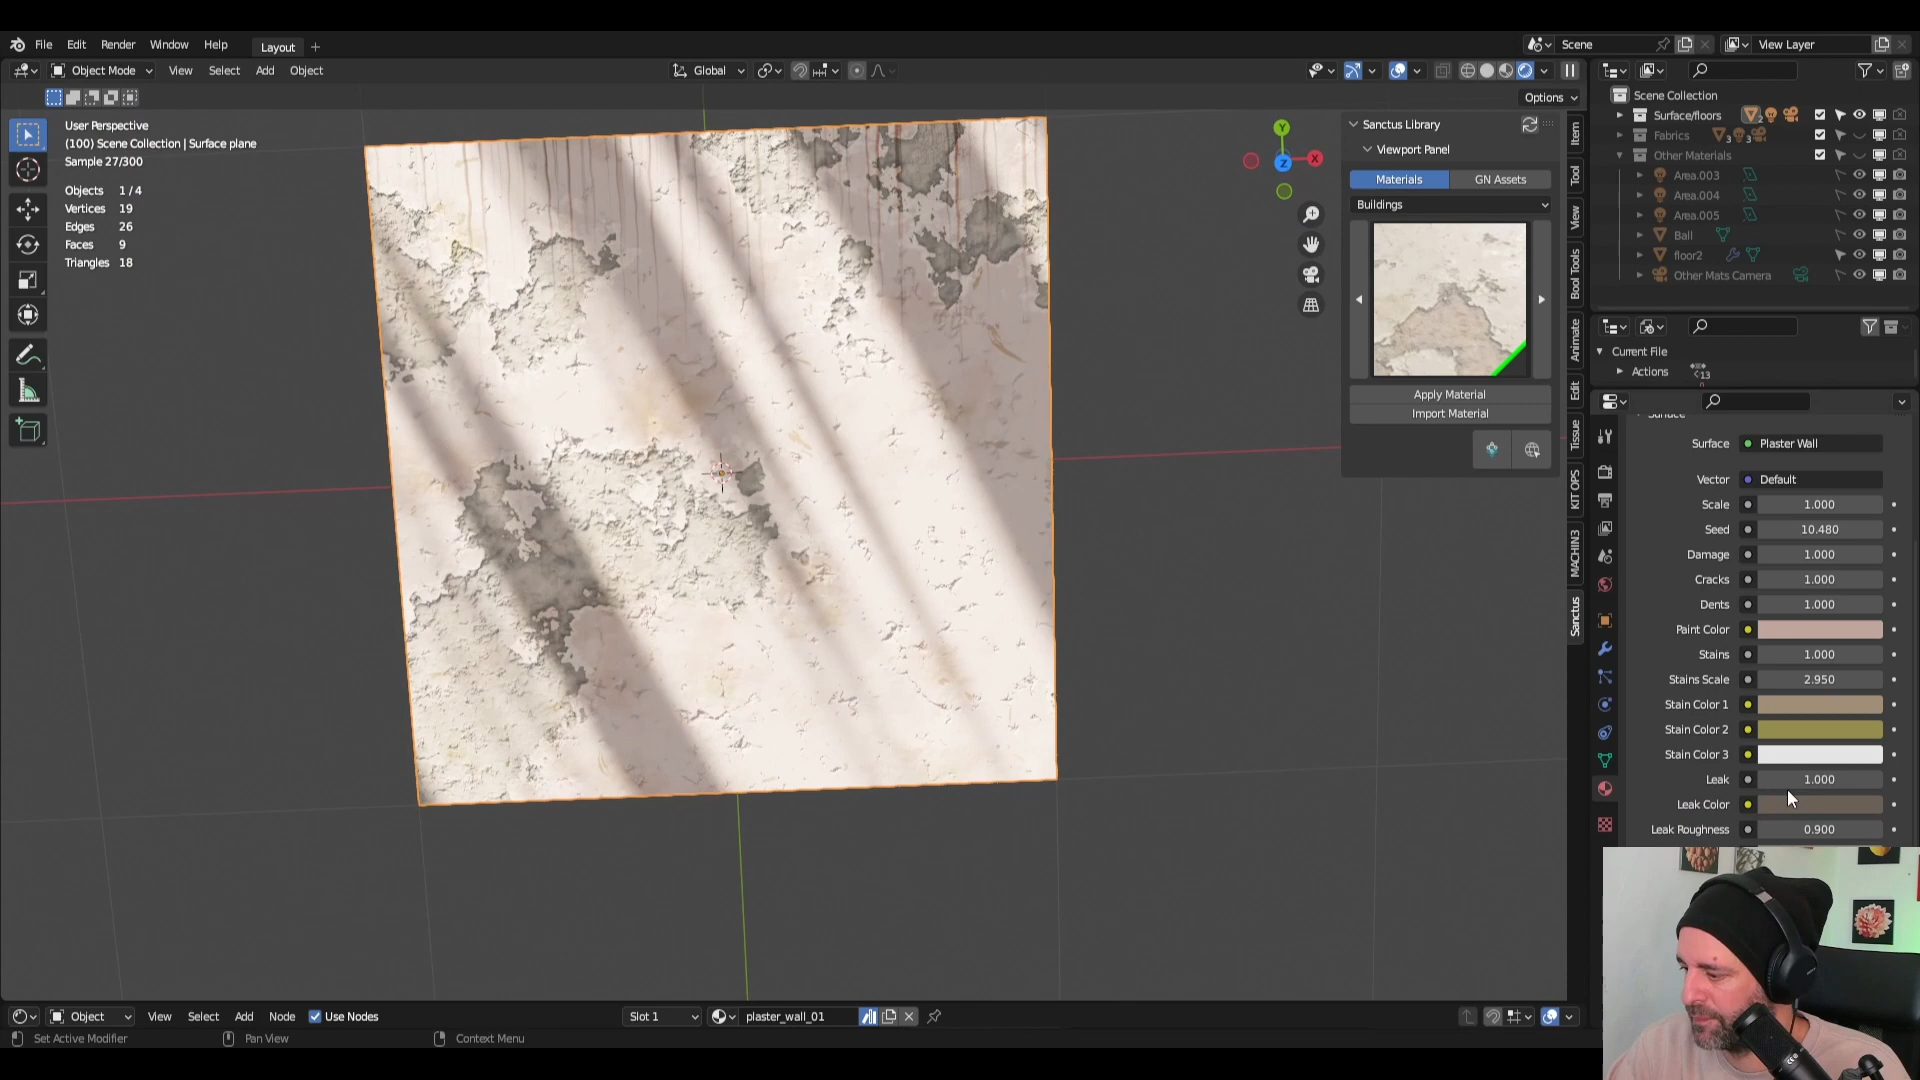 File Edit Render Window Help Layout + Scene View Layer
Object Mode View Select Add Object Global
Options
User Perspective
(100) Scene Collection | Surface plane
Sample 27/300
Objects 1 / 4
Vertices 19
Edges 26
Faces 9
Triangles 18
Y
X
Z
Sanctus Library
Viewport Panel
Materials GN Assets
Buildings
Apply Material
Import Material
Item
Tool
View
Bool Tools
Animate
Edit
Tissue
KIT OPS
MACHIN3
Sanctus
Scene Collection
Surface/floors 2
Fabrics 3 3
Other Materials
Area.003
Area.004
Area.005
Ball
floor2
Other Mats Camera
Current File
Actions 13
Surface
Surface Plaster Wall
Vector Default
Scale 1.000
Seed 10.480
Damage 1.000
Cracks 1.000
Dents 1.000
Paint Color
Stains 1.000
Stains Scale 2.950
Stain Color 1
Stain Color 2
Stain Color 3
Leak 1.000
Leak Color
Leak Roughness 0.900
Object View Select Add Node Use Nodes Slot 1 plaster_wall_01
Set Active Modifier Pan View Context Menu